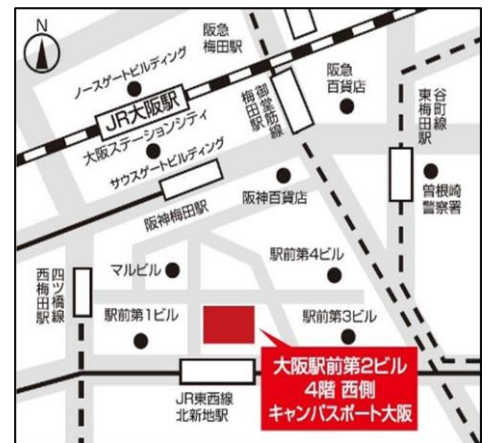 N
阪急
梅田駅
ノースゲートビルディング
JR大阪駅
大阪ステーションシティ
サウスゲートビルディング
御堂筋線
梅田駅
阪急
百貨店
谷町線
東梅田駅
阪神梅田駅
阪神百貨店
曾根崎
警察署
四ツ橋線
西梅田駅
マルビル
駅前第4ビル
駅前第1ビル
駅前第3ビル
大阪駅前第2ビル
4階 西側
キャンパスポート大阪
JR東西線
北新地駅